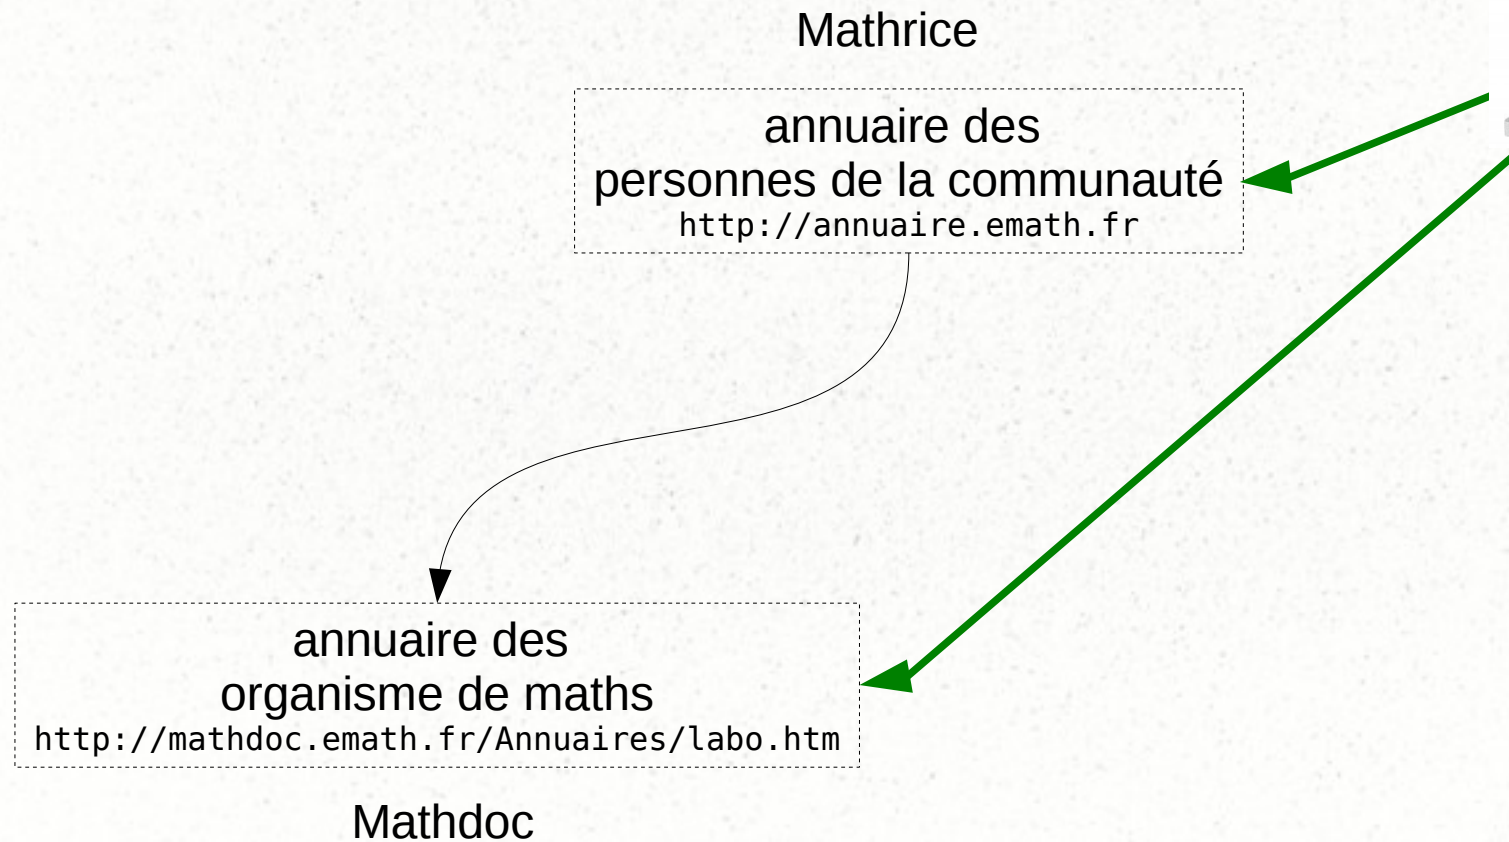 Mathrice
annuaire des
personnes de la communauté
http://annuaire.emath.fr
annuaire des
organisme de maths
http://mathdoc.emath.fr/Annuaires/labo.htm
Mathdoc